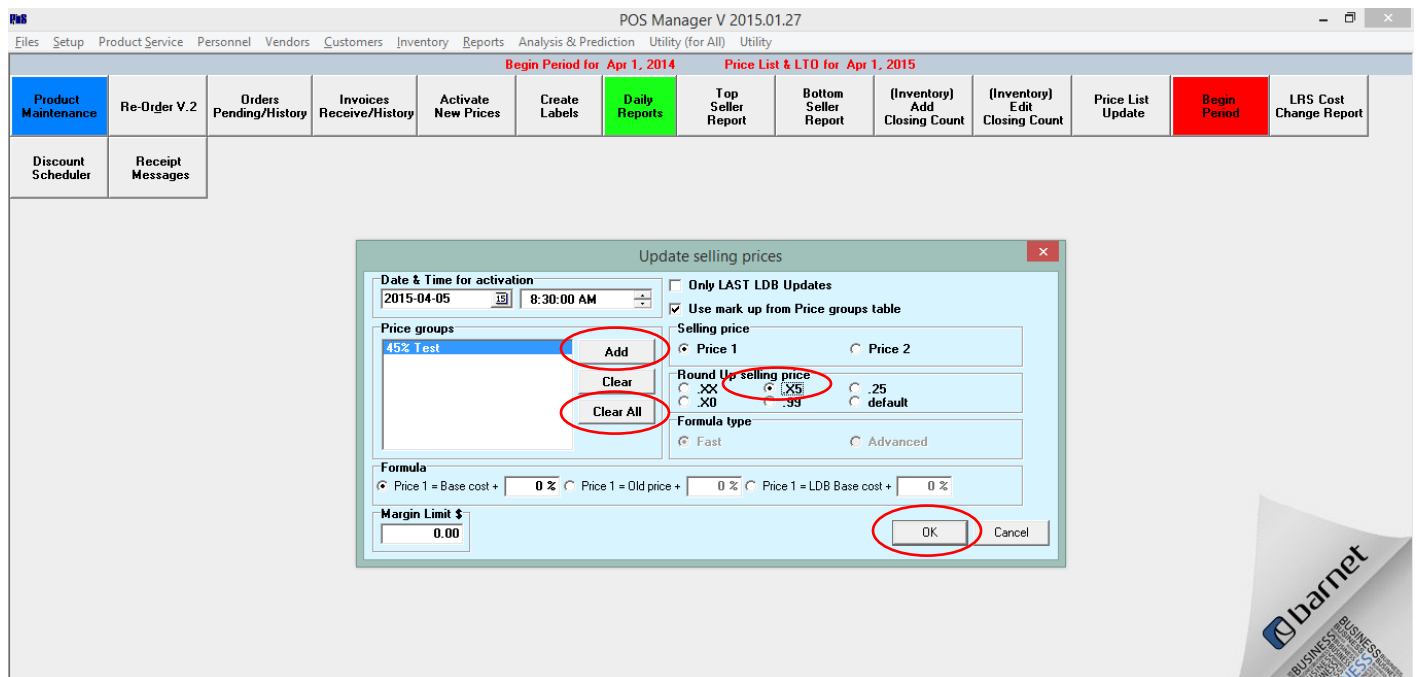 PoS
POS Manager V 2015.01.27
Files Setup Product Service Personnel Vendors Customers Inventory Reports Analysis & Prediction Utility (for All) Utility
Begin Period for Apr 1, 2014 Price List & LTO for Apr 1, 2015
Product Maintenance
Re-Order V.2
Orders Pending/History
Invoices Receive/History
Activate New Prices
Create Labels
Daily Reports
Top Seller Report
Bottom Seller Report
(Inventory) Add Closing Count
(Inventory) Edit Closing Count
Price List Update
Begin Period
LRS Cost Change Report
Discount Scheduler
Receipt Messages
Update selling prices
Date & Time for activation
2015-04-05 15 8:30:00 AM
Only LAST LDB Updates
Use mark up from Price groups table
Price groups
45% Test
Add
Clear
Clear All
Selling price
Price 1 Price 2
Round Up selling price
.XX .X5 .25
.X0 .99 default
Formula type
Fast Advanced
Formula
Price 1 = Base cost + 0 % Price 1 = Old price + 0 % Price 1 = LDB Base cost + 0 %
Margin Limit $
0.00
OK Cancel
barnet
BUSINESS
BUSINESS
BUSINESS